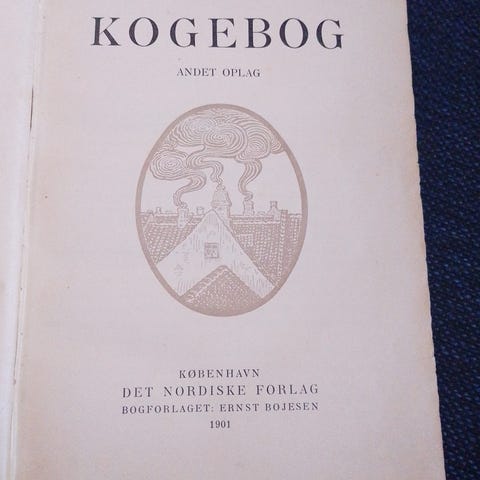 KOGEBOG
ANDET OPLAG
KØBENHAVN
DET NORDISKE FORLAG
BOGFORLAGET: ERNST BOJESEN
1901